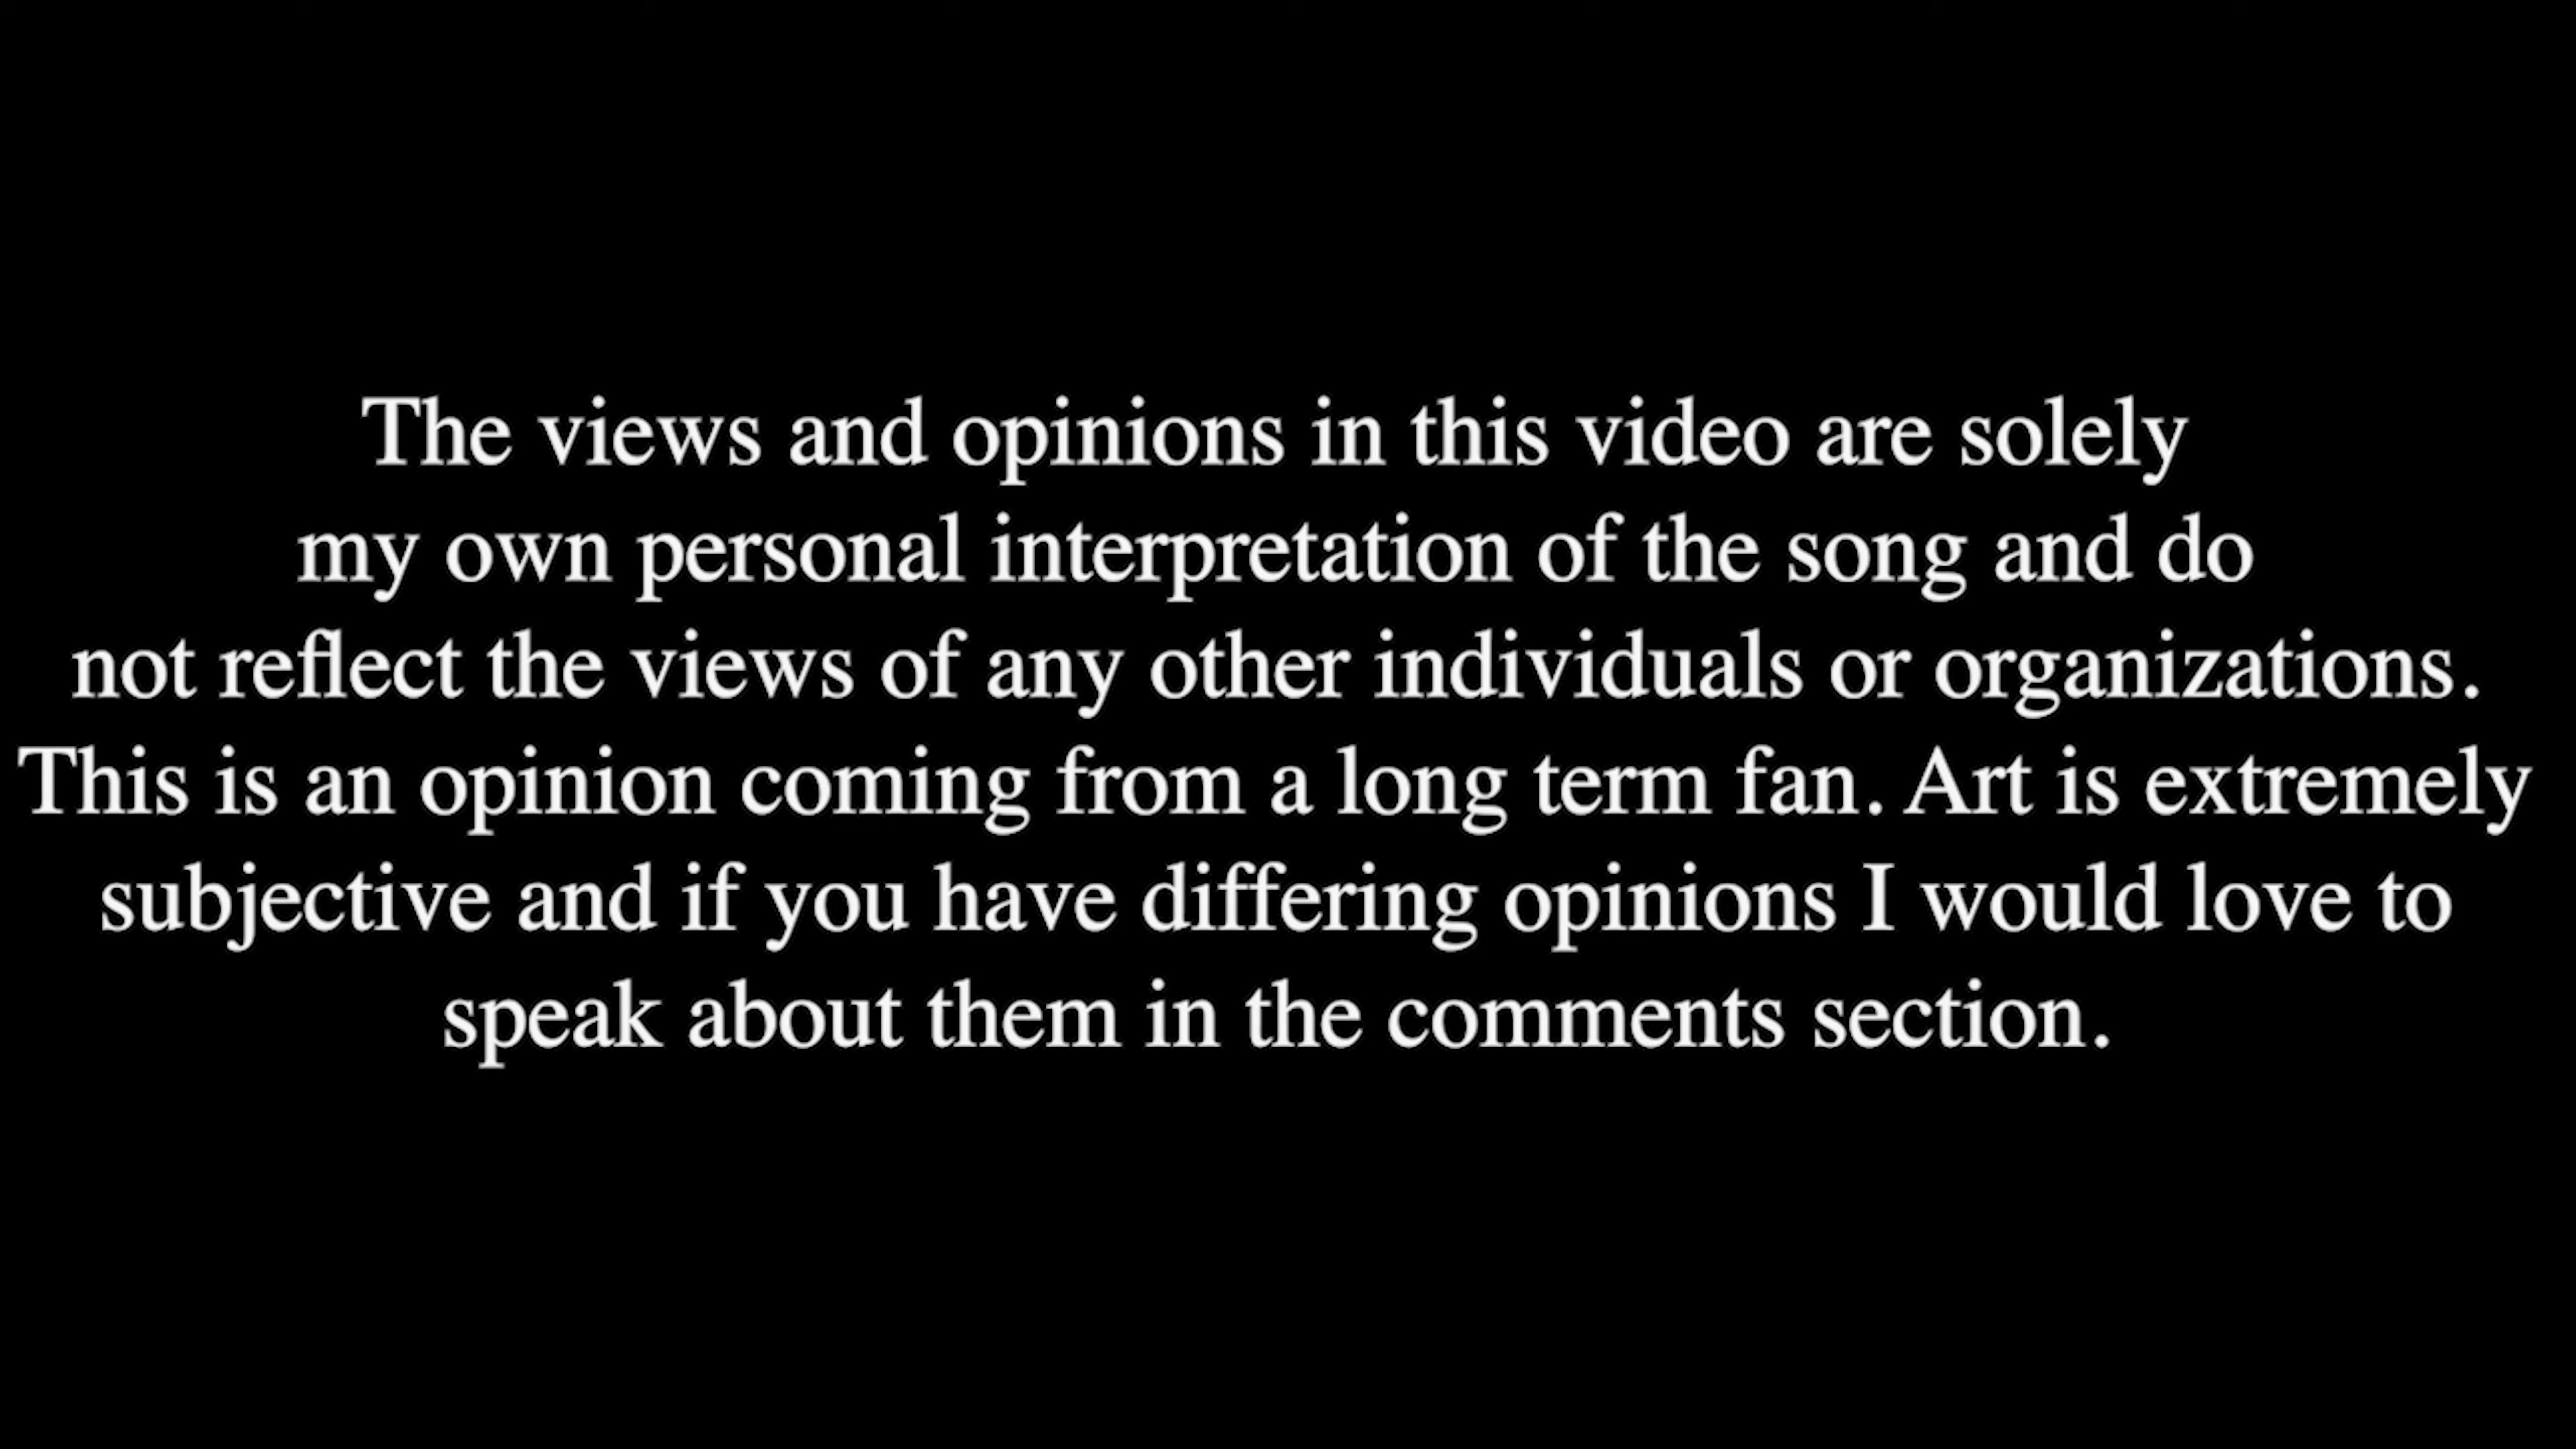 The views and opinions in this video are solely
my own personal interpretation of the song and do
not reflect the views of any other individuals or organizations.
This is an opinion coming from a long term fan. Art is extremely
subjective and if you have differing opinions I would love to
speak about them in the comments section.